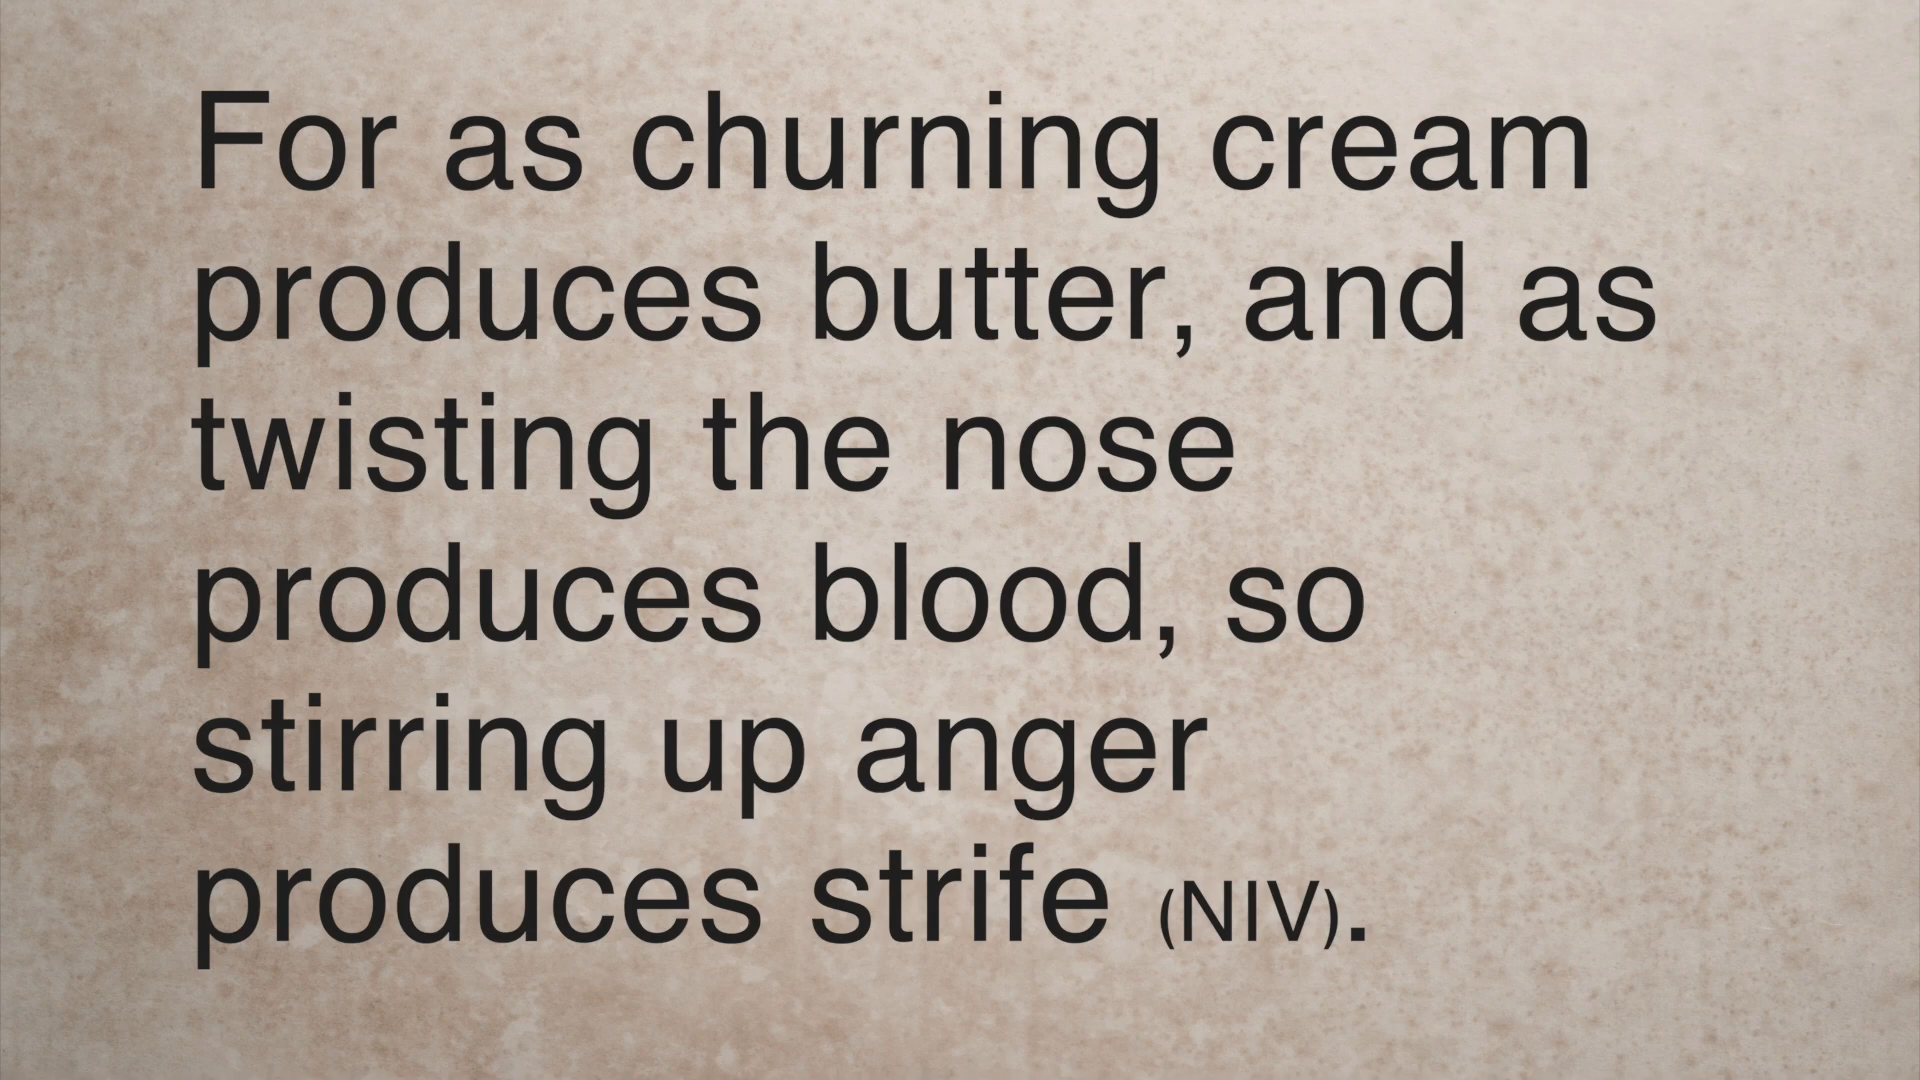 For as churning cream
produces butter, and as
twisting the nose
produces blood, so
stirring up anger
produces strife (NIV).